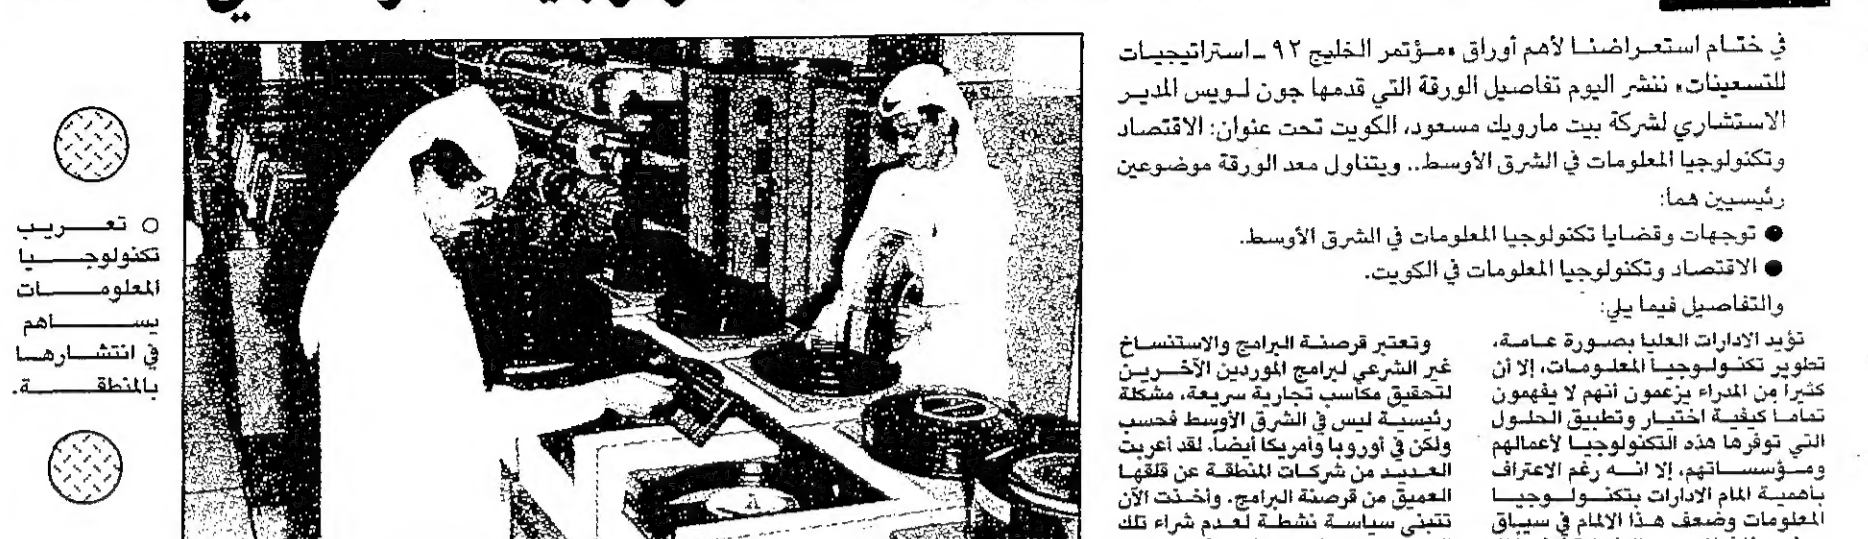 في ختام استعراضنا لأهم أوراق «مؤتمر الخليج ٩٢ ـ استراتيجيات
للتسعينات» ننشر اليوم تفاصيل الورقة التي قدمها جون لويس المدير
الاستشاري لشركة بيت مارويك مسعود، الكويت تحت عنوان: الاقتصاد
وتكنولوجيا المعلومات في الشرق الأوسط.. ويتناول معد الورقة موضوعين
رئيسيين هما:
● توجهات وقضايا تكنولوجيا المعلومات في الشرق الأوسط.
● الاقتصاد وتكنولوجيا المعلومات في الكويت.
والتفاصيل فيما يلي:
تؤيد الادارات العليا بصورة عامة،
تطوير تكنولوجيا المعلومات، إلا أن
كثيرا من المدراء يزعمون أنهم لا يفهمون
تماما كيفية اختيار وتطبيق الحلول
التي توفرها هذه التكنولوجيا لأعمالهم
ومؤسساتهم، إلا انه رغم الاعتراف
باهمية المام الادارات بتكنولوجيا
المعلومات وضعف هذا الالمام في سياق
وتعتبر قرصنة البرامج والاستنساخ
غير الشرعي لبرامج الموردين الآخرين
لتحقيق مكاسب تجارية سريعة، مشكلة
رئيسية ليس في الشرق الأوسط فحسب
ولكن في أوروبا وأمريكا أيضا. لقد أعربت
العديد من شركات المنطقة عن قلقها
العميق من قرصنة البرامج. وأخذت الآن
تتبنى سياسة نشطة لعدم شراء تلك
○ تعريب
تكنولوجيا
المعلومات
يساهم
في انتشارها
بالمنطقة.